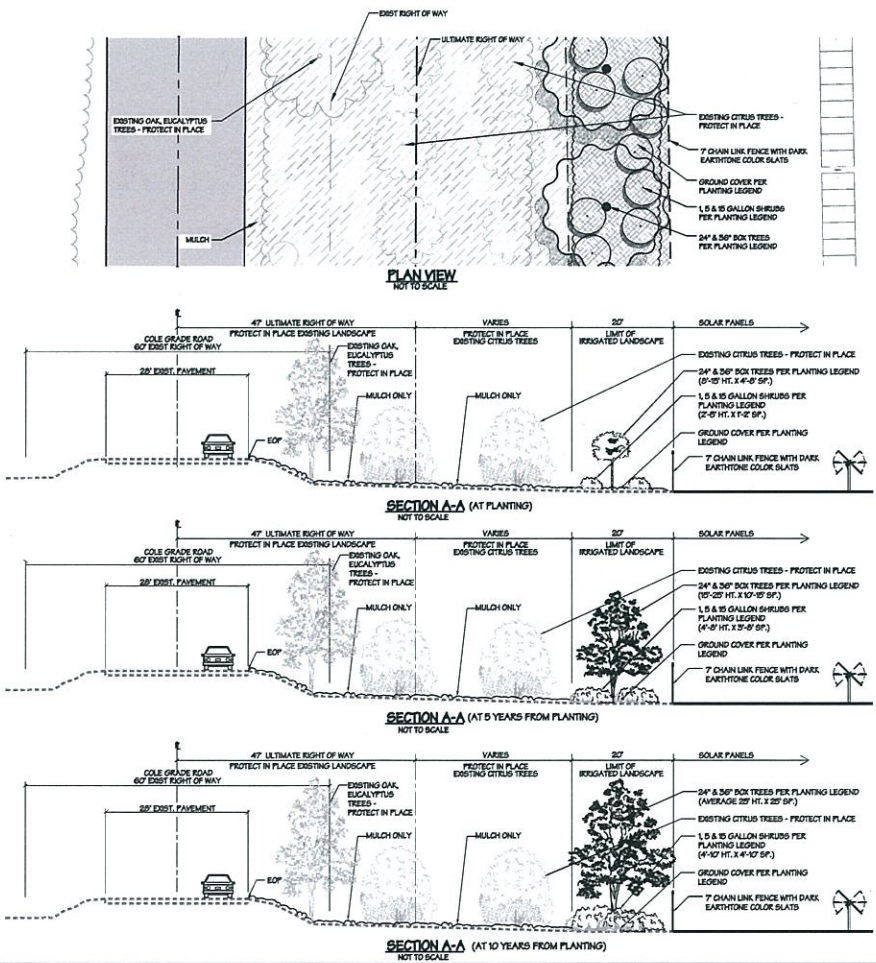 EXIST RIGHT OF WAY
ULTIMATE RIGHT OF WAY
EXISTING OAK, EUCALYPTUS
TREES - PROTECT IN PLACE
EXISTING CITRUS TREES -
PROTECT IN PLACE
7' CHAIN LINK FENCE WITH DARK
EARTHTONE COLOR SLATS
GROUND COVER PER
PLANTING LEGEND
1, 5 & 15 GALLON SHRUBS
PER PLANTING LEGEND
24" & 36" BOX TREES
PER PLANTING LEGEND
MULCH
PLAN VIEW
NOT TO SCALE
47' ULTIMATE RIGHT OF WAY
PROTECT IN PLACE EXISTING LANDSCAPE
VARIES
PROTECT IN PLACE
EXISTING CITRUS TREES
20'
LIMIT OF
IRRIGATED LANDSCAPE
SOLAR PANELS
COLE GRADE ROAD
60' EXIST RIGHT OF WAY
28' EXIST. PAVEMENT
EXISTING OAK,
EUCALYPTUS
TREES -
PROTECT IN PLACE
MULCH ONLY
MULCH ONLY
EOP
EXISTING CITRUS TREES - PROTECT IN PLACE
24" & 36" BOX TREES PER PLANTING LEGEND
(8'-15' HT. X 4'-8' SP.)
1, 5 & 15 GALLON SHRUBS PER
PLANTING LEGEND
(2'-6' HT X 1'-2' SP.)
GROUND COVER PER PLANTING
LEGEND
7' CHAIN LINK FENCE WITH DARK
EARTHTONE COLOR SLATS
SECTION A-A (AT PLANTING)
NOT TO SCALE
47' ULTIMATE RIGHT OF WAY
PROTECT IN PLACE EXISTING LANDSCAPE
VARIES
PROTECT IN PLACE
EXISTING CITRUS TREES
20'
LIMIT OF
IRRIGATED LANDSCAPE
SOLAR PANELS
COLE GRADE ROAD
60' EXIST RIGHT OF WAY
28' EXIST. PAVEMENT
EXISTING OAK,
EUCALYPTUS
TREES -
PROTECT IN PLACE
MULCH ONLY
MULCH ONLY
EOP
EXISTING CITRUS TREES - PROTECT IN PLACE
24" & 36" BOX TREES PER PLANTING LEGEND
(15'-25' HT. X 10'-15' SP.)
1, 5 & 15 GALLON SHRUBS PER
PLANTING LEGEND
(4'-8' HT. X 3'-8' SP.)
GROUND COVER PER PLANTING
LEGEND
7' CHAIN LINK FENCE WITH DARK
EARTHTONE COLOR SLATS
SECTION A-A (AT 5 YEARS FROM PLANTING)
NOT TO SCALE
47' ULTIMATE RIGHT OF WAY
PROTECT IN PLACE EXISTING LANDSCAPE
VARIES
PROTECT IN PLACE
EXISTING CITRUS TREES
20'
LIMIT OF
IRRIGATED LANDSCAPE
SOLAR PANELS
COLE GRADE ROAD
60' EXIST RIGHT OF WAY
28' EXIST. PAVEMENT
EXISTING OAK,
EUCALYPTUS
TREES -
PROTECT IN PLACE
MULCH ONLY
MULCH ONLY
EOP
24" & 36" BOX TREES PER PLANTING LEGEND
(AVERAGE 25' HT. X 25' SP.)
EXISTING CITRUS TREES - PROTECT IN PLACE
1, 5 & 15 GALLON SHRUBS PER
PLANTING LEGEND
(4'-10' HT. X 4'-10' SP.)
GROUND COVER PER PLANTING
LEGEND
7' CHAIN LINK FENCE WITH DARK
EARTHTONE COLOR SLATS
SECTION A-A (AT 10 YEARS FROM PLANTING)
NOT TO SCALE